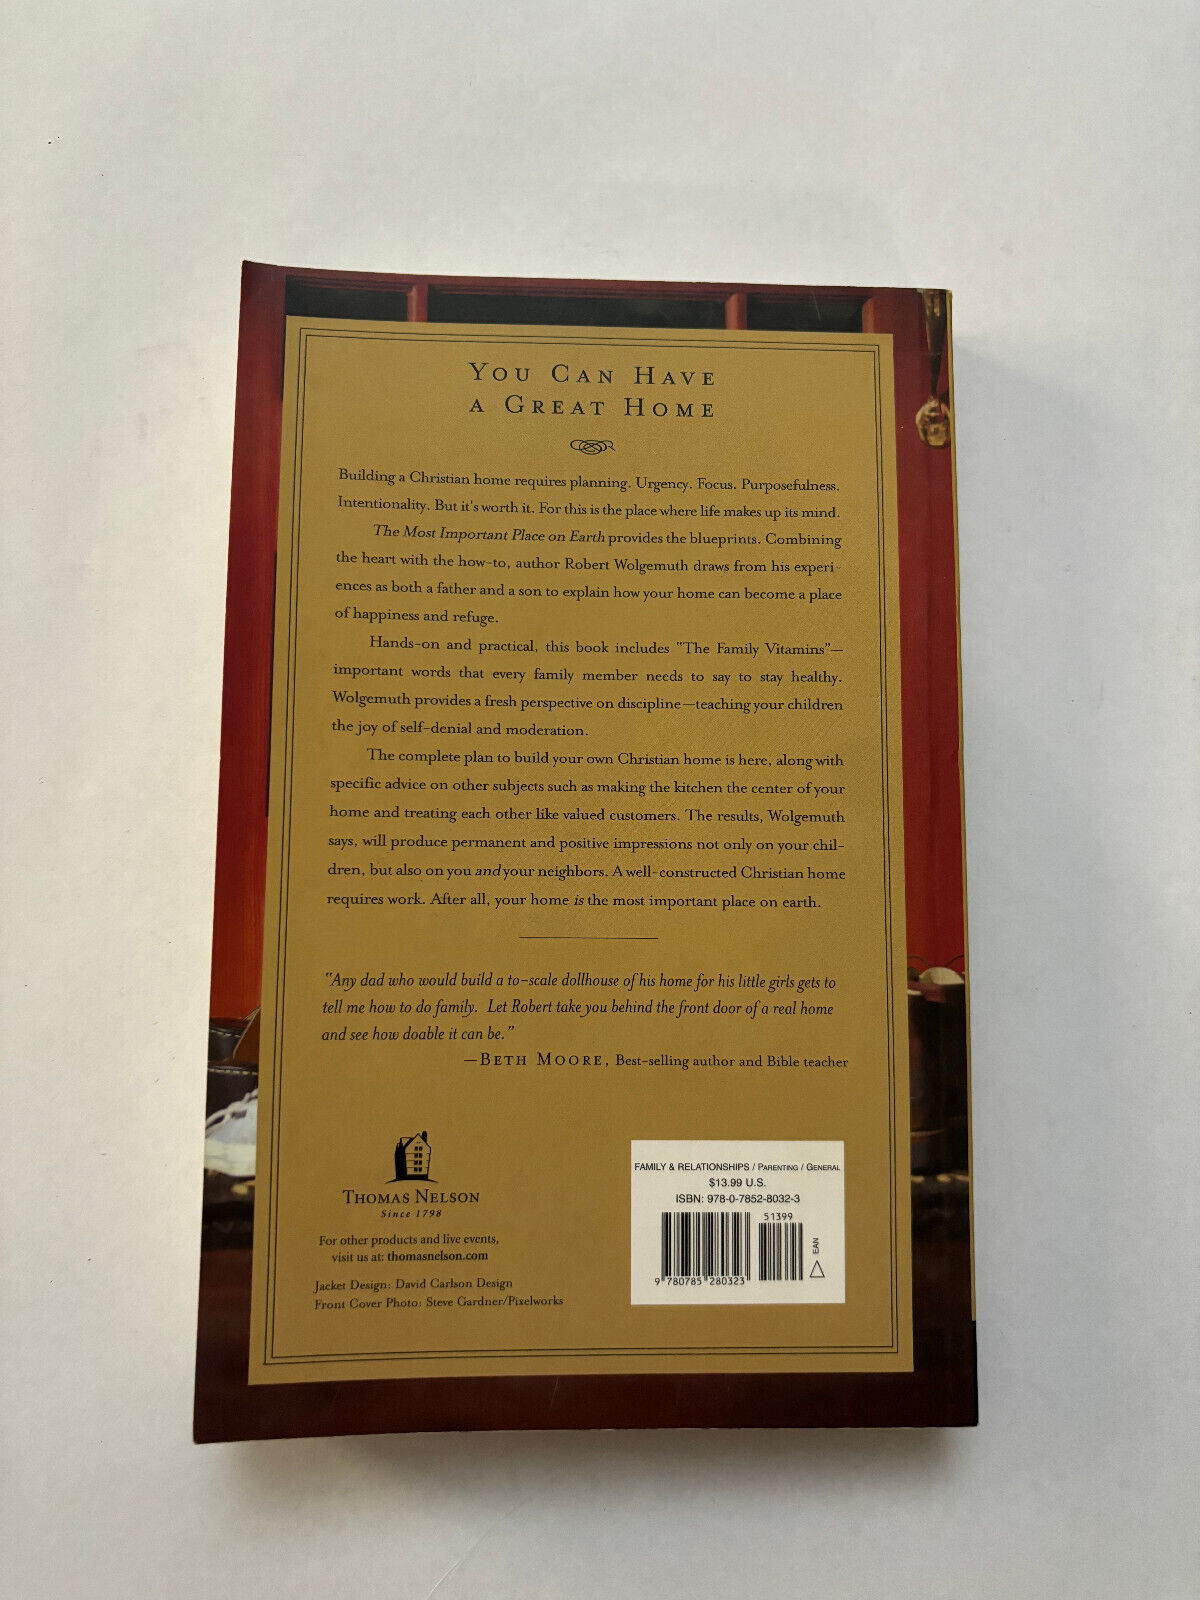 You Can Have
a Great Home
Building a Christian home requires planning. Urgency. Focus. Purposefulness.
Intentionality. But it's worth it. For this is the place where life makes up its mind.
The Most Important Place on Earth provides the blueprints. Combining
the heart with the how-to, author Robert Wolgemuth draws from his experi-
ences as both a father and a son to explain how your home can become a place
of happiness and refuge.
Hands-on and practical, this book includes "The Family Vitamins"—
important words that every family member needs to say to stay healthy.
Wolgemuth provides a fresh perspective on discipline—teaching your children
the joy of self-denial and moderation.
The complete plan to build your own Christian home is here, along with
specific advice on other subjects such as making the kitchen the center of your
home and treating each other like valued customers. The results, Wolgemuth
says, will produce permanent and positive impressions not only on your chil-
dren, but also on you and your neighbors. A well-constructed Christian home
requires work. After all, your home is the most important place on earth.
"Any dad who would build a to-scale dollhouse of his home for his little girls gets to
tell me how to do family. Let Robert take you behind the front door of a real home
and see how doable it can be."
—Beth Moore, Best-selling author and Bible teacher
Thomas Nelson
Since 1798
For other products and live events,
visit us at: thomasnelson.com
Jacket Design: David Carlson Design
Front Cover Photo: Steve Gardner/Pixelworks
FAMILY & RELATIONSHIPS / Parenting / General
$13.99 U.S.
ISBN: 978-0-7852-8032-3
51399
EAN
9 780785 280323